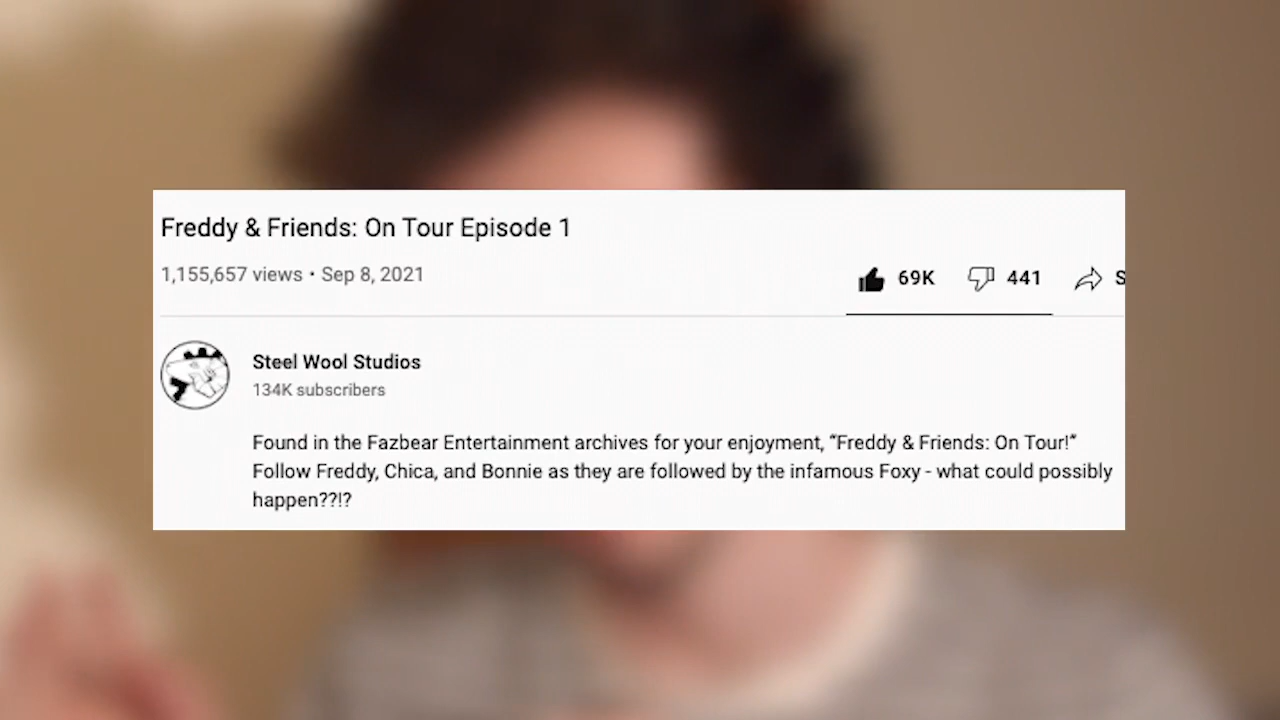 Freddy & Friends: On Tour Episode 1
1,155,657 views • Sep 8, 2021
69K 441 S
Steel Wool Studios
134K subscribers
Found in the Fazbear Entertainment archives for your enjoyment, “Freddy & Friends: On Tour!”
Follow Freddy, Chica, and Bonnie as they are followed by the infamous Foxy - what could possibly
happen??!?